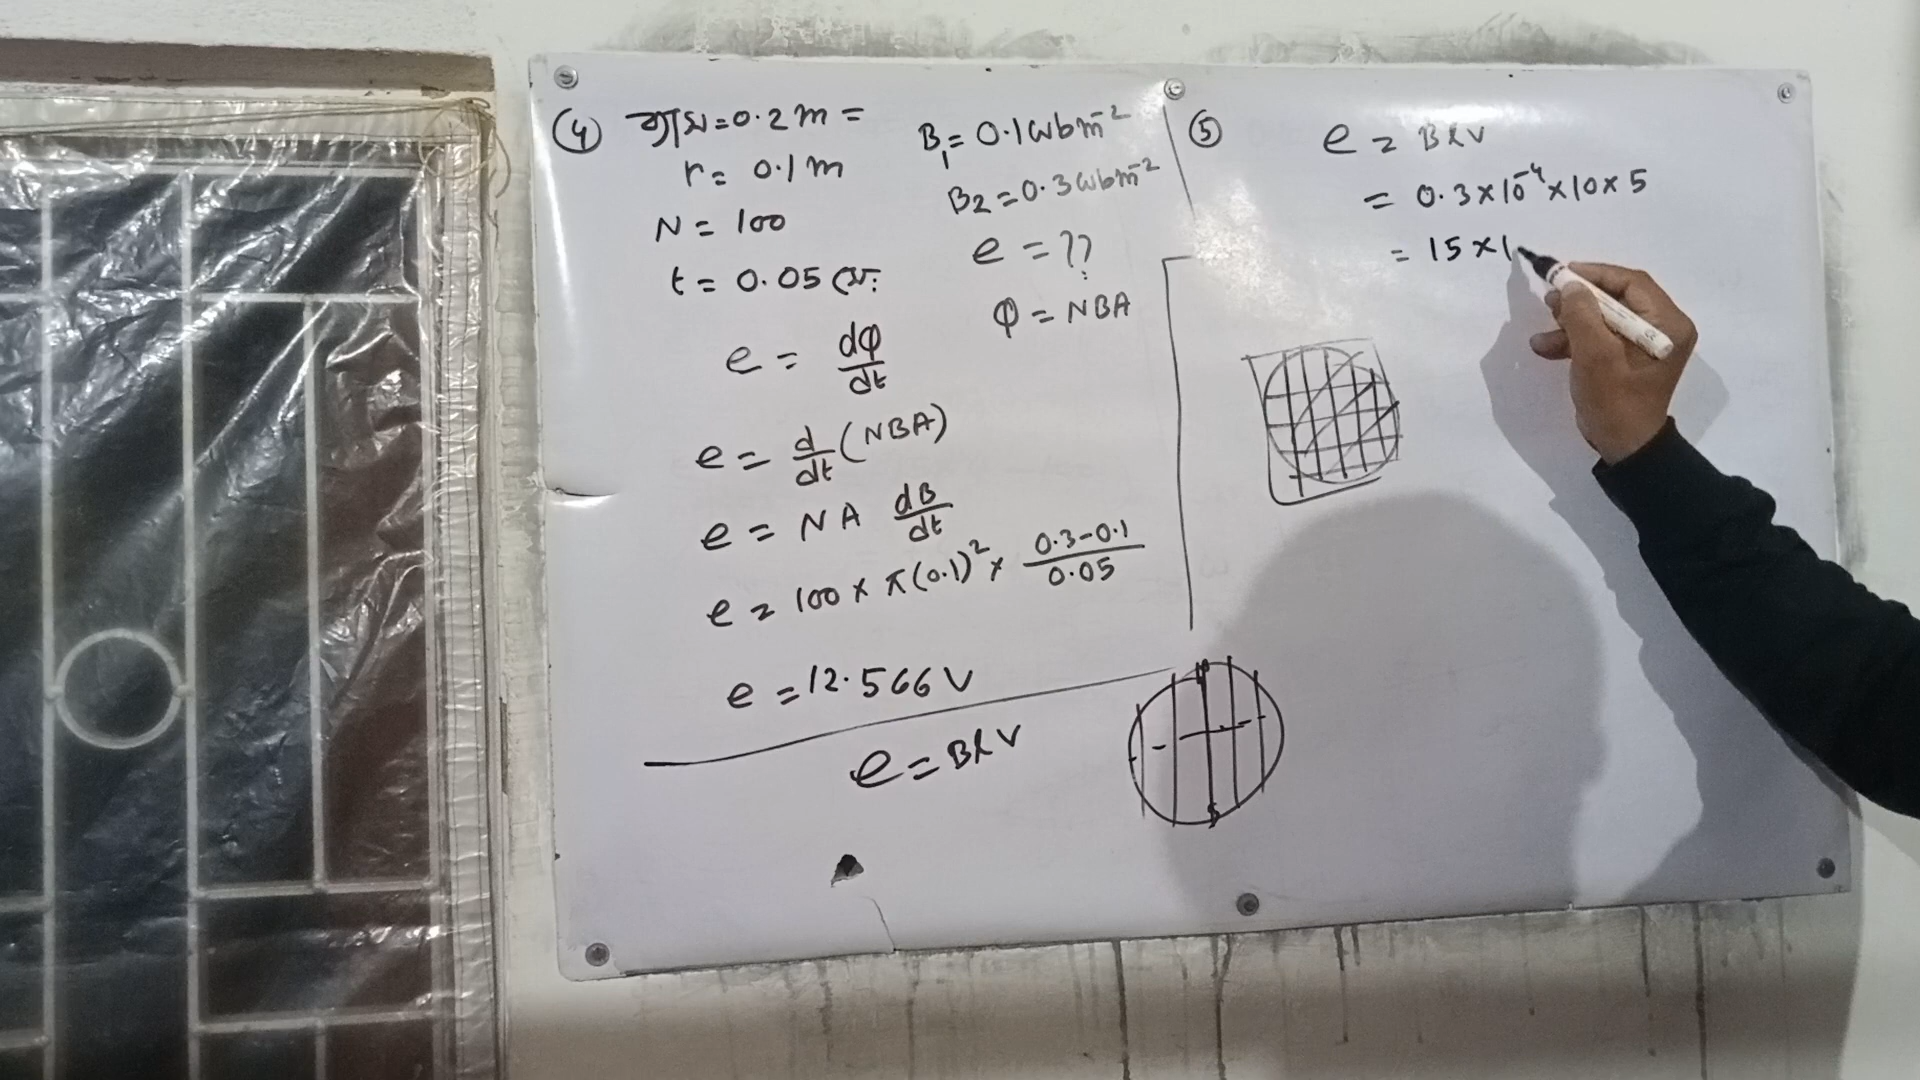 ④ ব্যাস = 0.2 m =
r = 0.1 m
N = 100
t = 0.05 সে:
B₁ = 0.1 wbm⁻²
B₂ = 0.3 wbm⁻²
e = ??
φ = NBA
e = dφ/dt
e = d/dt (NBA)
e = NA dB/dt
e = 100 × π(0.1)² × (0.3-0.1)/0.05
e = 12.566 V
e = Blv
⑤ e = Blv
= 0.3×10⁻⁴×10×5
= 15×1